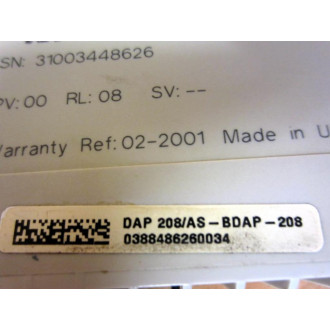 SN: 31003448626
PV:00 RL: 08 SV: --
Warranty Ref: 02-2001 Made in U
DAP 208/AS-BDAP-208
0388486260034